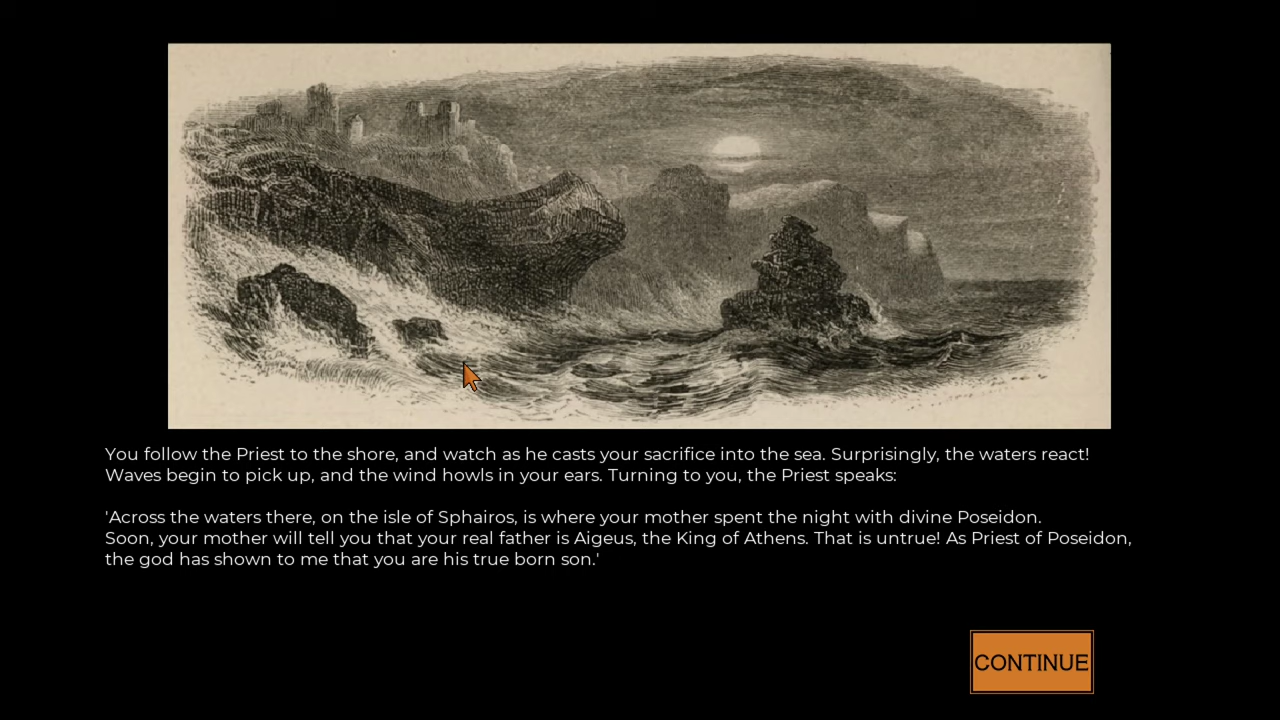 You follow the Priest to the shore, and watch as he casts your sacrifice into the sea. Surprisingly, the waters react!
Waves begin to pick up, and the wind howls in your ears. Turning to you, the Priest speaks:
'Across the waters there, on the isle of Sphairos, is where your mother spent the night with divine Poseidon.
Soon, your mother will tell you that your real father is Aigeus, the King of Athens. That is untrue! As Priest of Poseidon,
the god has shown to me that you are his true born son.'
CONTINUE